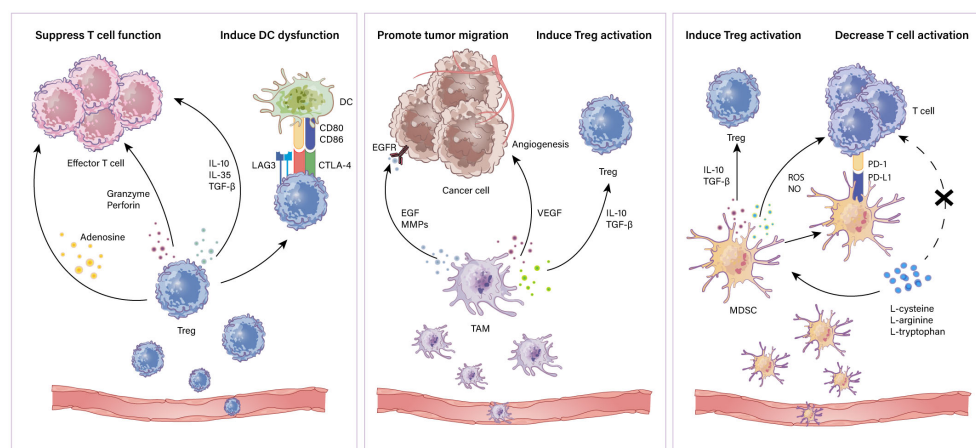 Suppress T cell function
Induce DC dysfunction
DC
CD80
CD86
LAG3
CTLA-4
Effector T cell
IL-10
IL-35
TGF-β
Granzyme
Perforin
Adenosine
Treg
Promote tumor migration
Induce Treg activation
EGFR
Angiogenesis
Cancer cell
Treg
EGF
MMPs
VEGF
IL-10
TGF-β
TAM
Induce Treg activation
Decrease T cell activation
T cell
Treg
IL-10
TGF-β
ROS
NO
PD-1
PD-L1
MDSC
L-cysteine
L-arginine
L-tryptophan